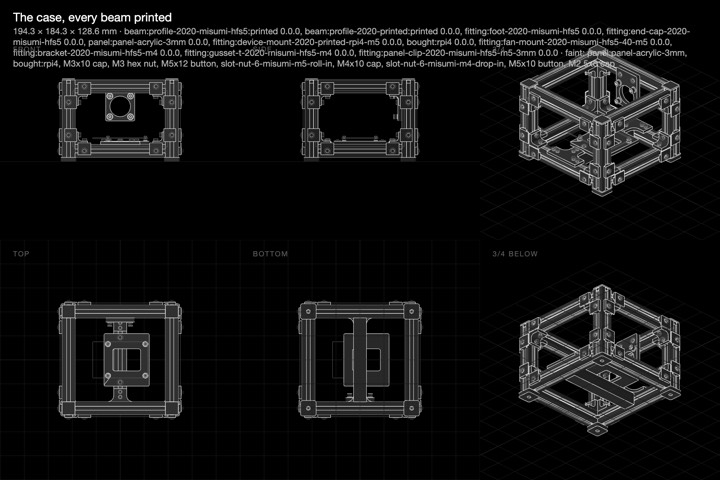 The case, every beam printed
194.3 × 184.3 × 128.6 mm · beam:profile-2020-misumi-hfs5:printed 0.0.0, beam:profile-2020-printed:printed 0.0.0, fitting:foot-2020-misumi-hfs5 0.0.0, fitting:end-cap-2020-
misumi-hfs5 0.0.0, panel:panel-acrylic-3mm 0.0.0, fitting:device-mount-2020-printed-rpi4-m5 0.0.0, bought:rpi4 0.0.0, fitting:fan-mount-2020-misumi-hfs5-40-m5 0.0.0,
fitting:bracket-2020-misumi-hfs5-m4 0.0.0, fitting:gusset-t-2020-misumi-hfs5-m5 0.0.0, fitting:panel-clip-2020-misumi-hfs5-m5-3mm 0.0.0 · faint: panel:panel-acrylic-3mm,
bought:rpi4, M3x10 cap, M3 hex nut, M5x12 button, slot-nut-6-misumi-m5-roll-in, M4x10 cap, slot-nut-6-misumi-m4-drop-in, M5x10 button, M2.5x6 cap
TOP
BOTTOM
3/4 BELOW